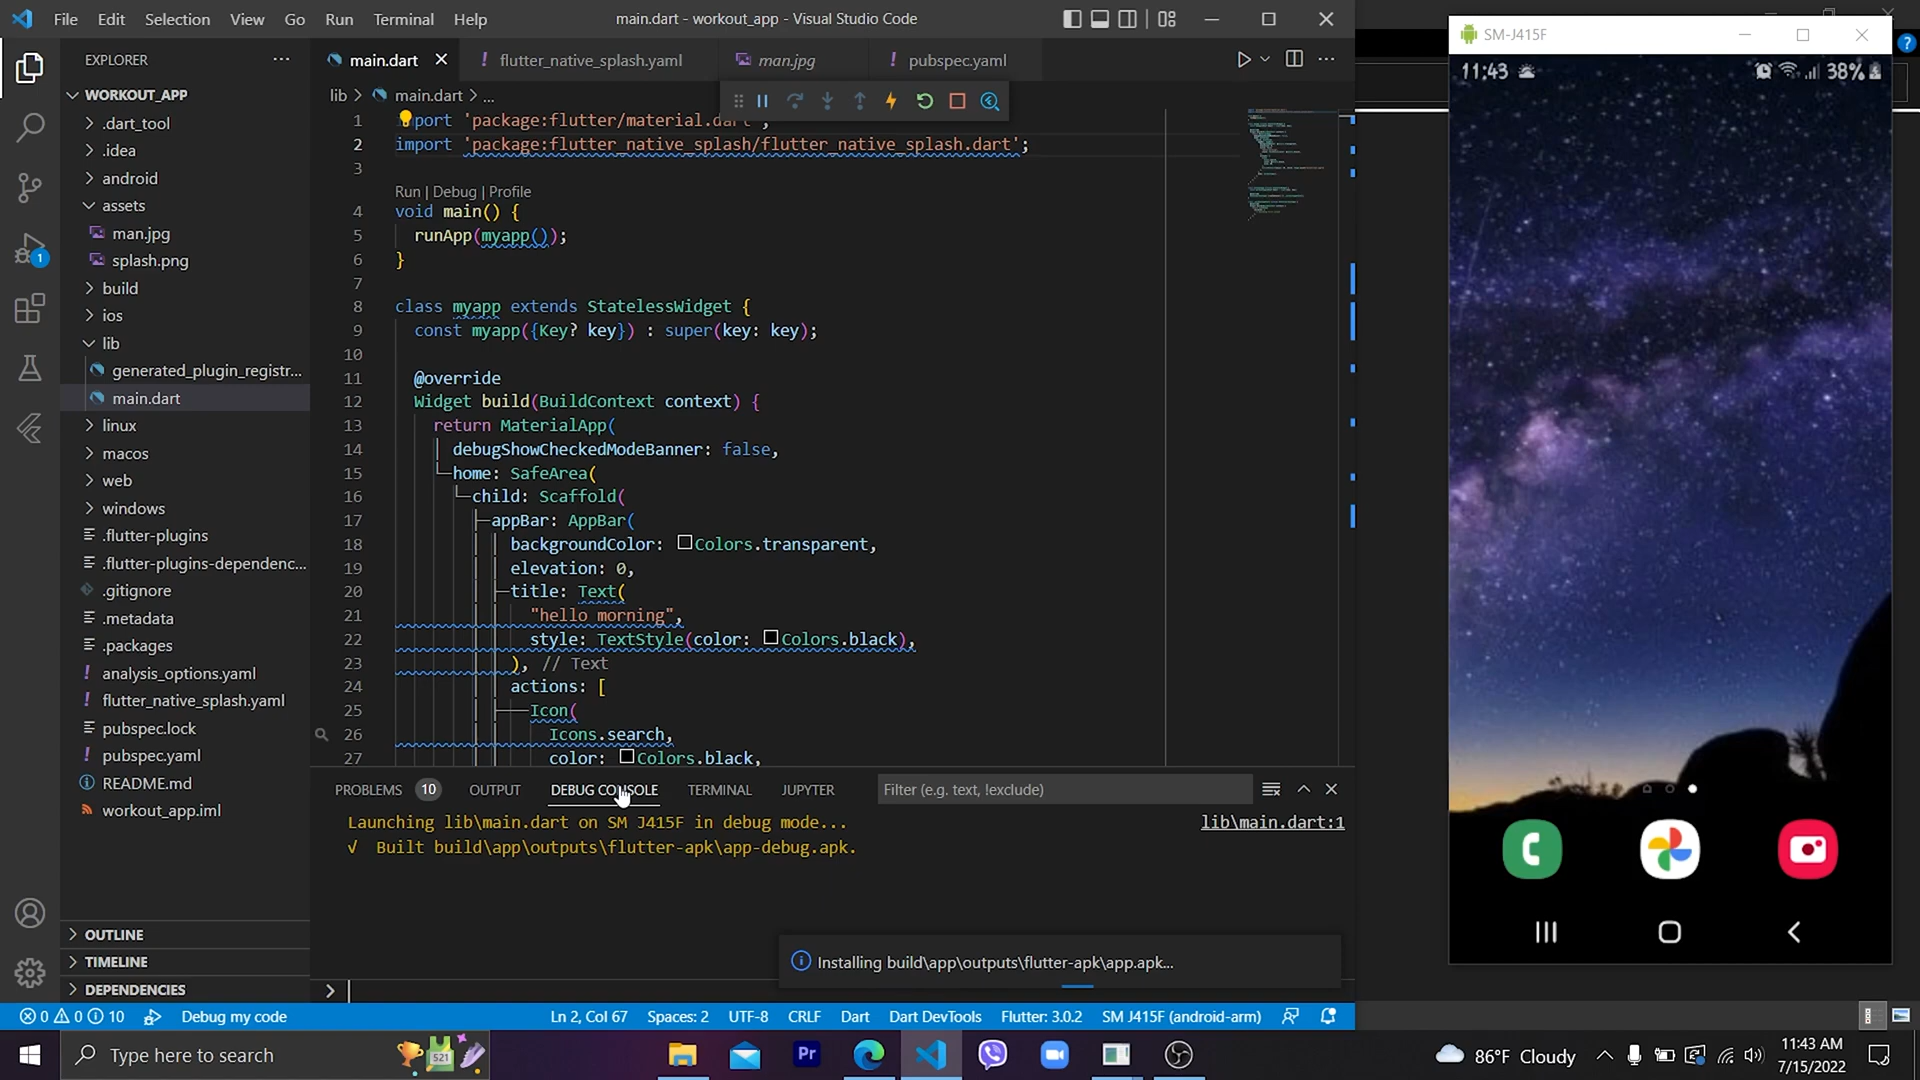 File Edit Selection View Go Run Terminal Help
main.dart - workout_app - Visual Studio Code
EXPLORER
WORKOUT_APP
.dart_tool
.idea
android
assets
man.jpg
splash.png
build
ios
lib
generated_plugin_registr...
main.dart
linux
macos
web
windows
.flutter-plugins
.flutter-plugins-dependenc...
.gitignore
.metadata
.packages
analysis_options.yaml
flutter_native_splash.yaml
pubspec.lock
pubspec.yaml
README.md
workout_app.iml
OUTLINE
TIMELINE
DEPENDENCIES
1
main.dart flutter_native_splash.yaml man.jpg pubspec.yaml
lib > main.dart > ...
1 import 'package:flutter/material.dart';
2 import 'package:flutter_native_splash/flutter_native_splash.dart';
3
Run | Debug | Profile
4 void main() {
5 runApp(myapp());
6 }
7
8 class myapp extends StatelessWidget {
9 const myapp({Key? key}) : super(key: key);
10
11 @override
12 Widget build(BuildContext context) {
13 return MaterialApp(
14 debugShowCheckedModeBanner: false,
15 home: SafeArea(
16 child: Scaffold(
17 appBar: AppBar(
18 backgroundColor: Colors.transparent,
19 elevation: 0,
20 title: Text(
21 "hello morning",
22 style: TextStyle(color: Colors.black),
23 ), // Text
24 actions: [
25 Icon(
26 Icons.search,
27 color: Colors.black,
PROBLEMS 10 OUTPUT DEBUG CONSOLE TERMINAL JUPYTER Filter (e.g. text, !exclude)
Launching lib\main.dart on SM J415F in debug mode... lib\main.dart:1
√ Built build\app\outputs\flutter-apk\app-debug.apk.
Installing build\app\outputs\flutter-apk\app.apk...
0 0 10 Debug my code Ln 2, Col 67 Spaces: 2 UTF-8 CRLF Dart Dart DevTools Flutter: 3.0.2 SM J415F (android-arm)
SM-J415F
11:43 38%
Type here to search
521
Pr
86°F Cloudy
11:43 AM
7/15/2022